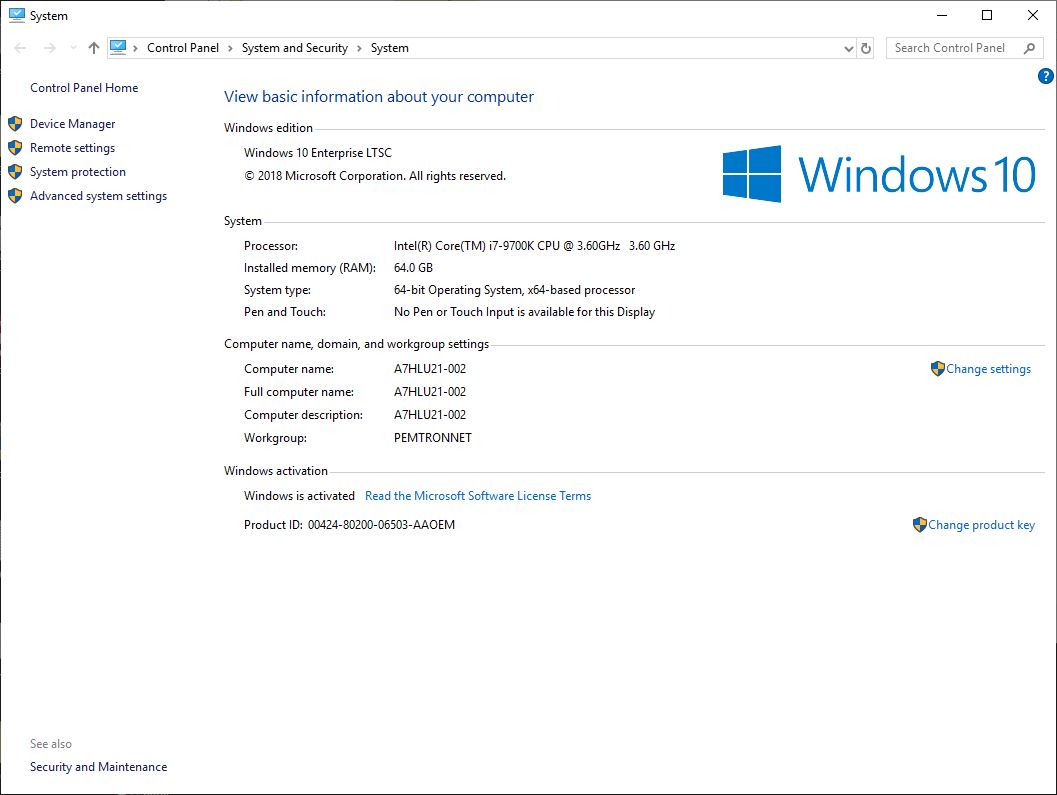 System
Control Panel > System and Security > System
Search Control Panel
?
Control Panel Home
Device Manager
Remote settings
System protection
Advanced system settings
View basic information about your computer
Windows edition
Windows 10 Enterprise LTSC
© 2018 Microsoft Corporation. All rights reserved.
Windows 10
System
Processor: Intel(R) Core(TM) i7-9700K CPU @ 3.60GHz 3.60 GHz
Installed memory (RAM): 64.0 GB
System type: 64-bit Operating System, x64-based processor
Pen and Touch: No Pen or Touch Input is available for this Display
Computer name, domain, and workgroup settings
Computer name: A7HLU21-002
Change settings
Full computer name: A7HLU21-002
Computer description: A7HLU21-002
Workgroup: PEMTRONNET
Windows activation
Windows is activated Read the Microsoft Software License Terms
Product ID: 00424-80200-06503-AAOEM
Change product key
See also
Security and Maintenance